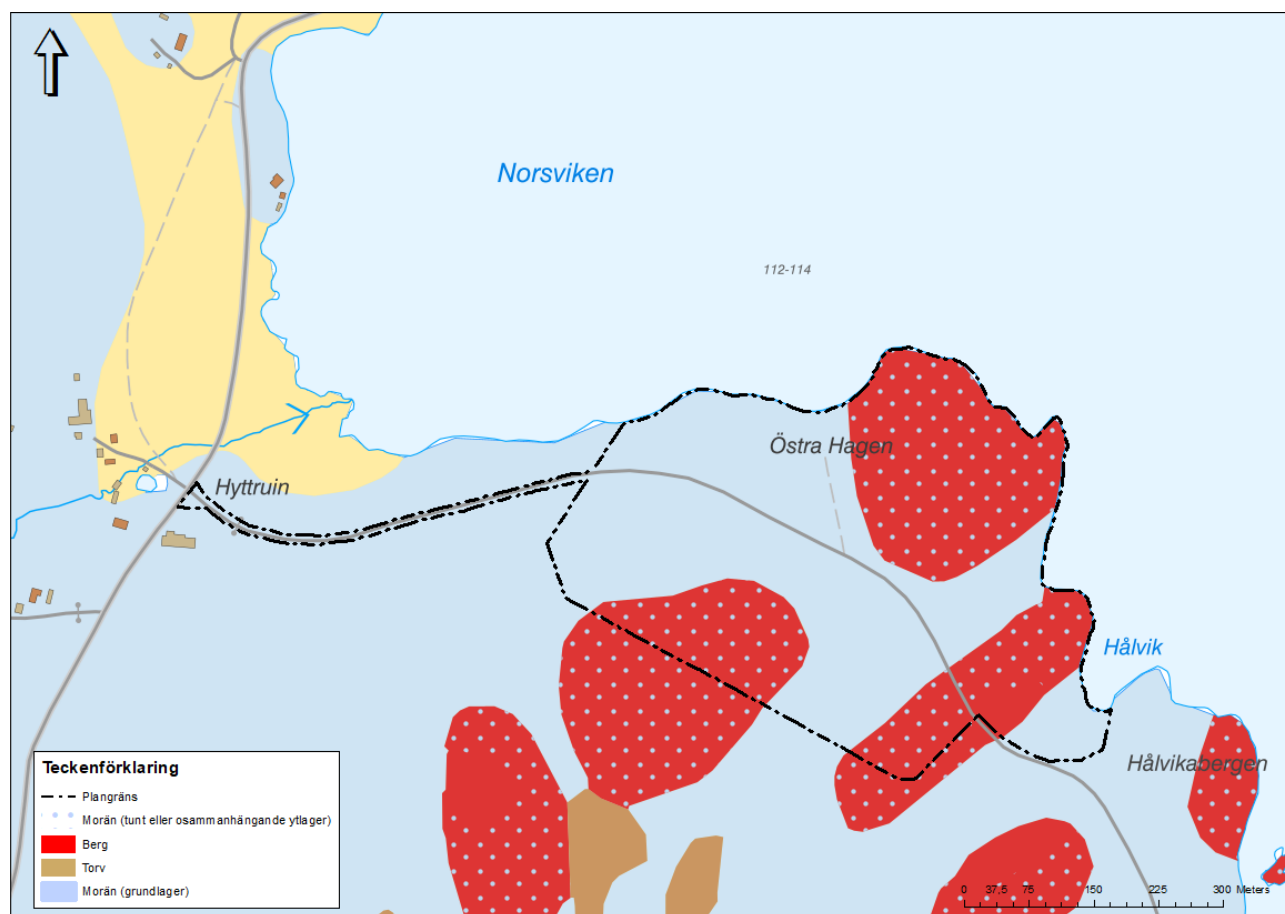 Norsviken
112-114
Östra Hagen
Hyttruin
Hålvik
Hålvikabergen
Teckenförklaring
Plangräns
Morän (tunt eller osammanhängande ytlager)
Berg
Torv
Morän (grundlager)
0 37,5 75 150 225 300 Meters